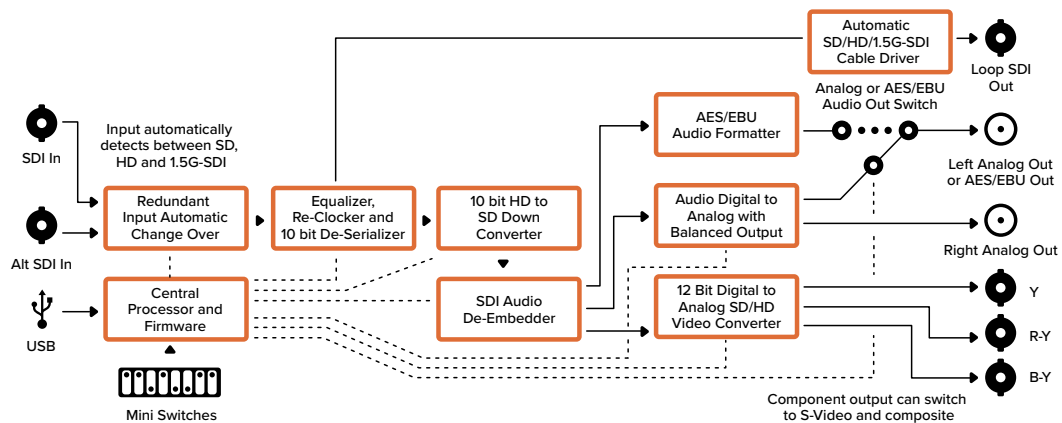 Automatic
SD/HD/1.5G-SDI
Cable Driver
Loop SDI
Out
Analog or AES/EBU
Audio Out Switch
SDI In
Input automatically
detects between SD,
HD and 1.5G-SDI
AES/EBU
Audio Formatter
Left Analog Out
or AES/EBU Out
Alt SDI In
Redundant
Input Automatic
Change Over
Equalizer,
Re-Clocker and
10 bit De-Serializer
10 bit HD to
SD Down
Converter
Audio Digital to
Analog with
Balanced Output
Right Analog Out
USB
Central
Processor and
Firmware
SDI Audio
De-Embedder
12 Bit Digital to
Analog SD/HD
Video Converter
Y
R-Y
B-Y
Mini Switches
Component output can switch
to S-Video and composite